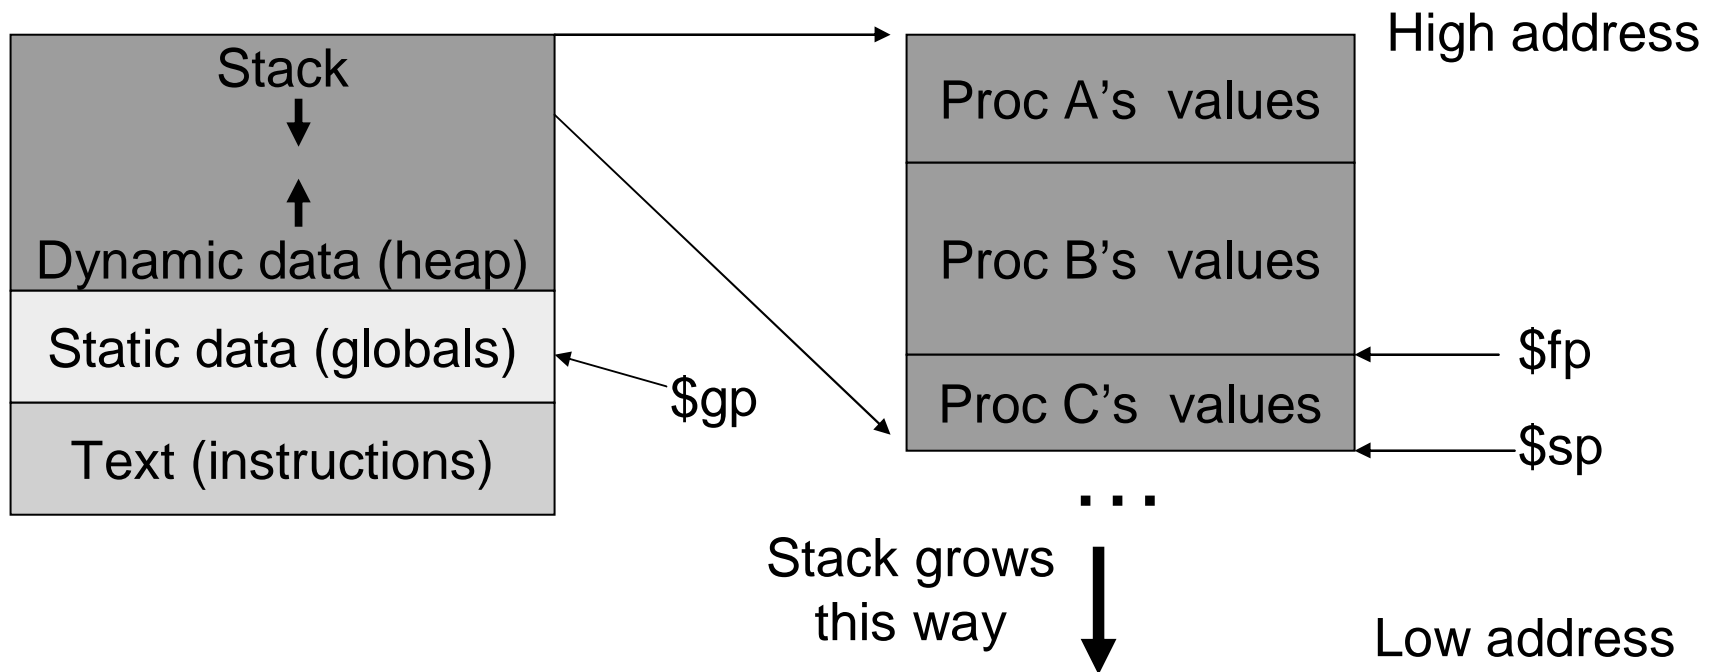 Stack
Dynamic data (heap)
Static data (globals)
Text (instructions)
$gp
High address
Proc A’s values
Proc B’s values
$fp
Proc C’s values
$sp
...
Stack grows
this way
Low address